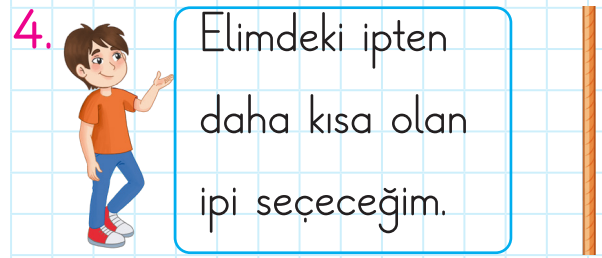 4.
Elimdeki ipten
daha kısa olan
ipi seçeceğim.